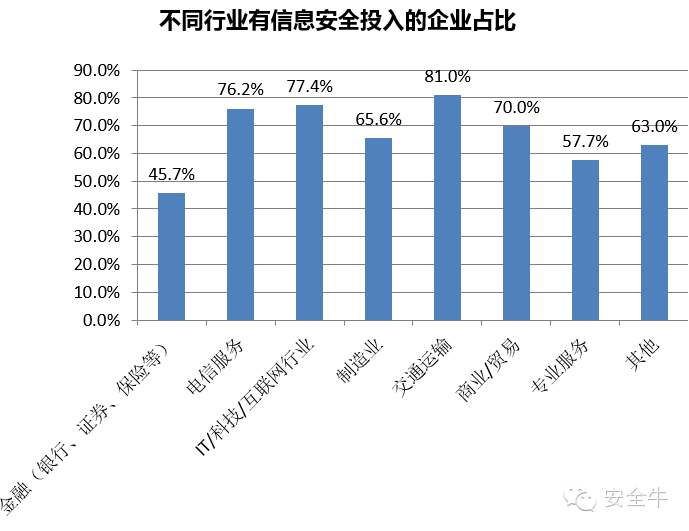 不同行业有信息安全投入的企业占比
90.0%
80.0%
70.0%
60.0%
50.0%
40.0%
30.0%
20.0%
10.0%
0.0%
45.7%
76.2%
77.4%
65.6%
81.0%
70.0%
57.7%
63.0%
金融（银行、证券、保险等）
电信服务
IT/科技/互联网行业
制造业
交通运输
商业/贸易
专业服务
其他
安全牛